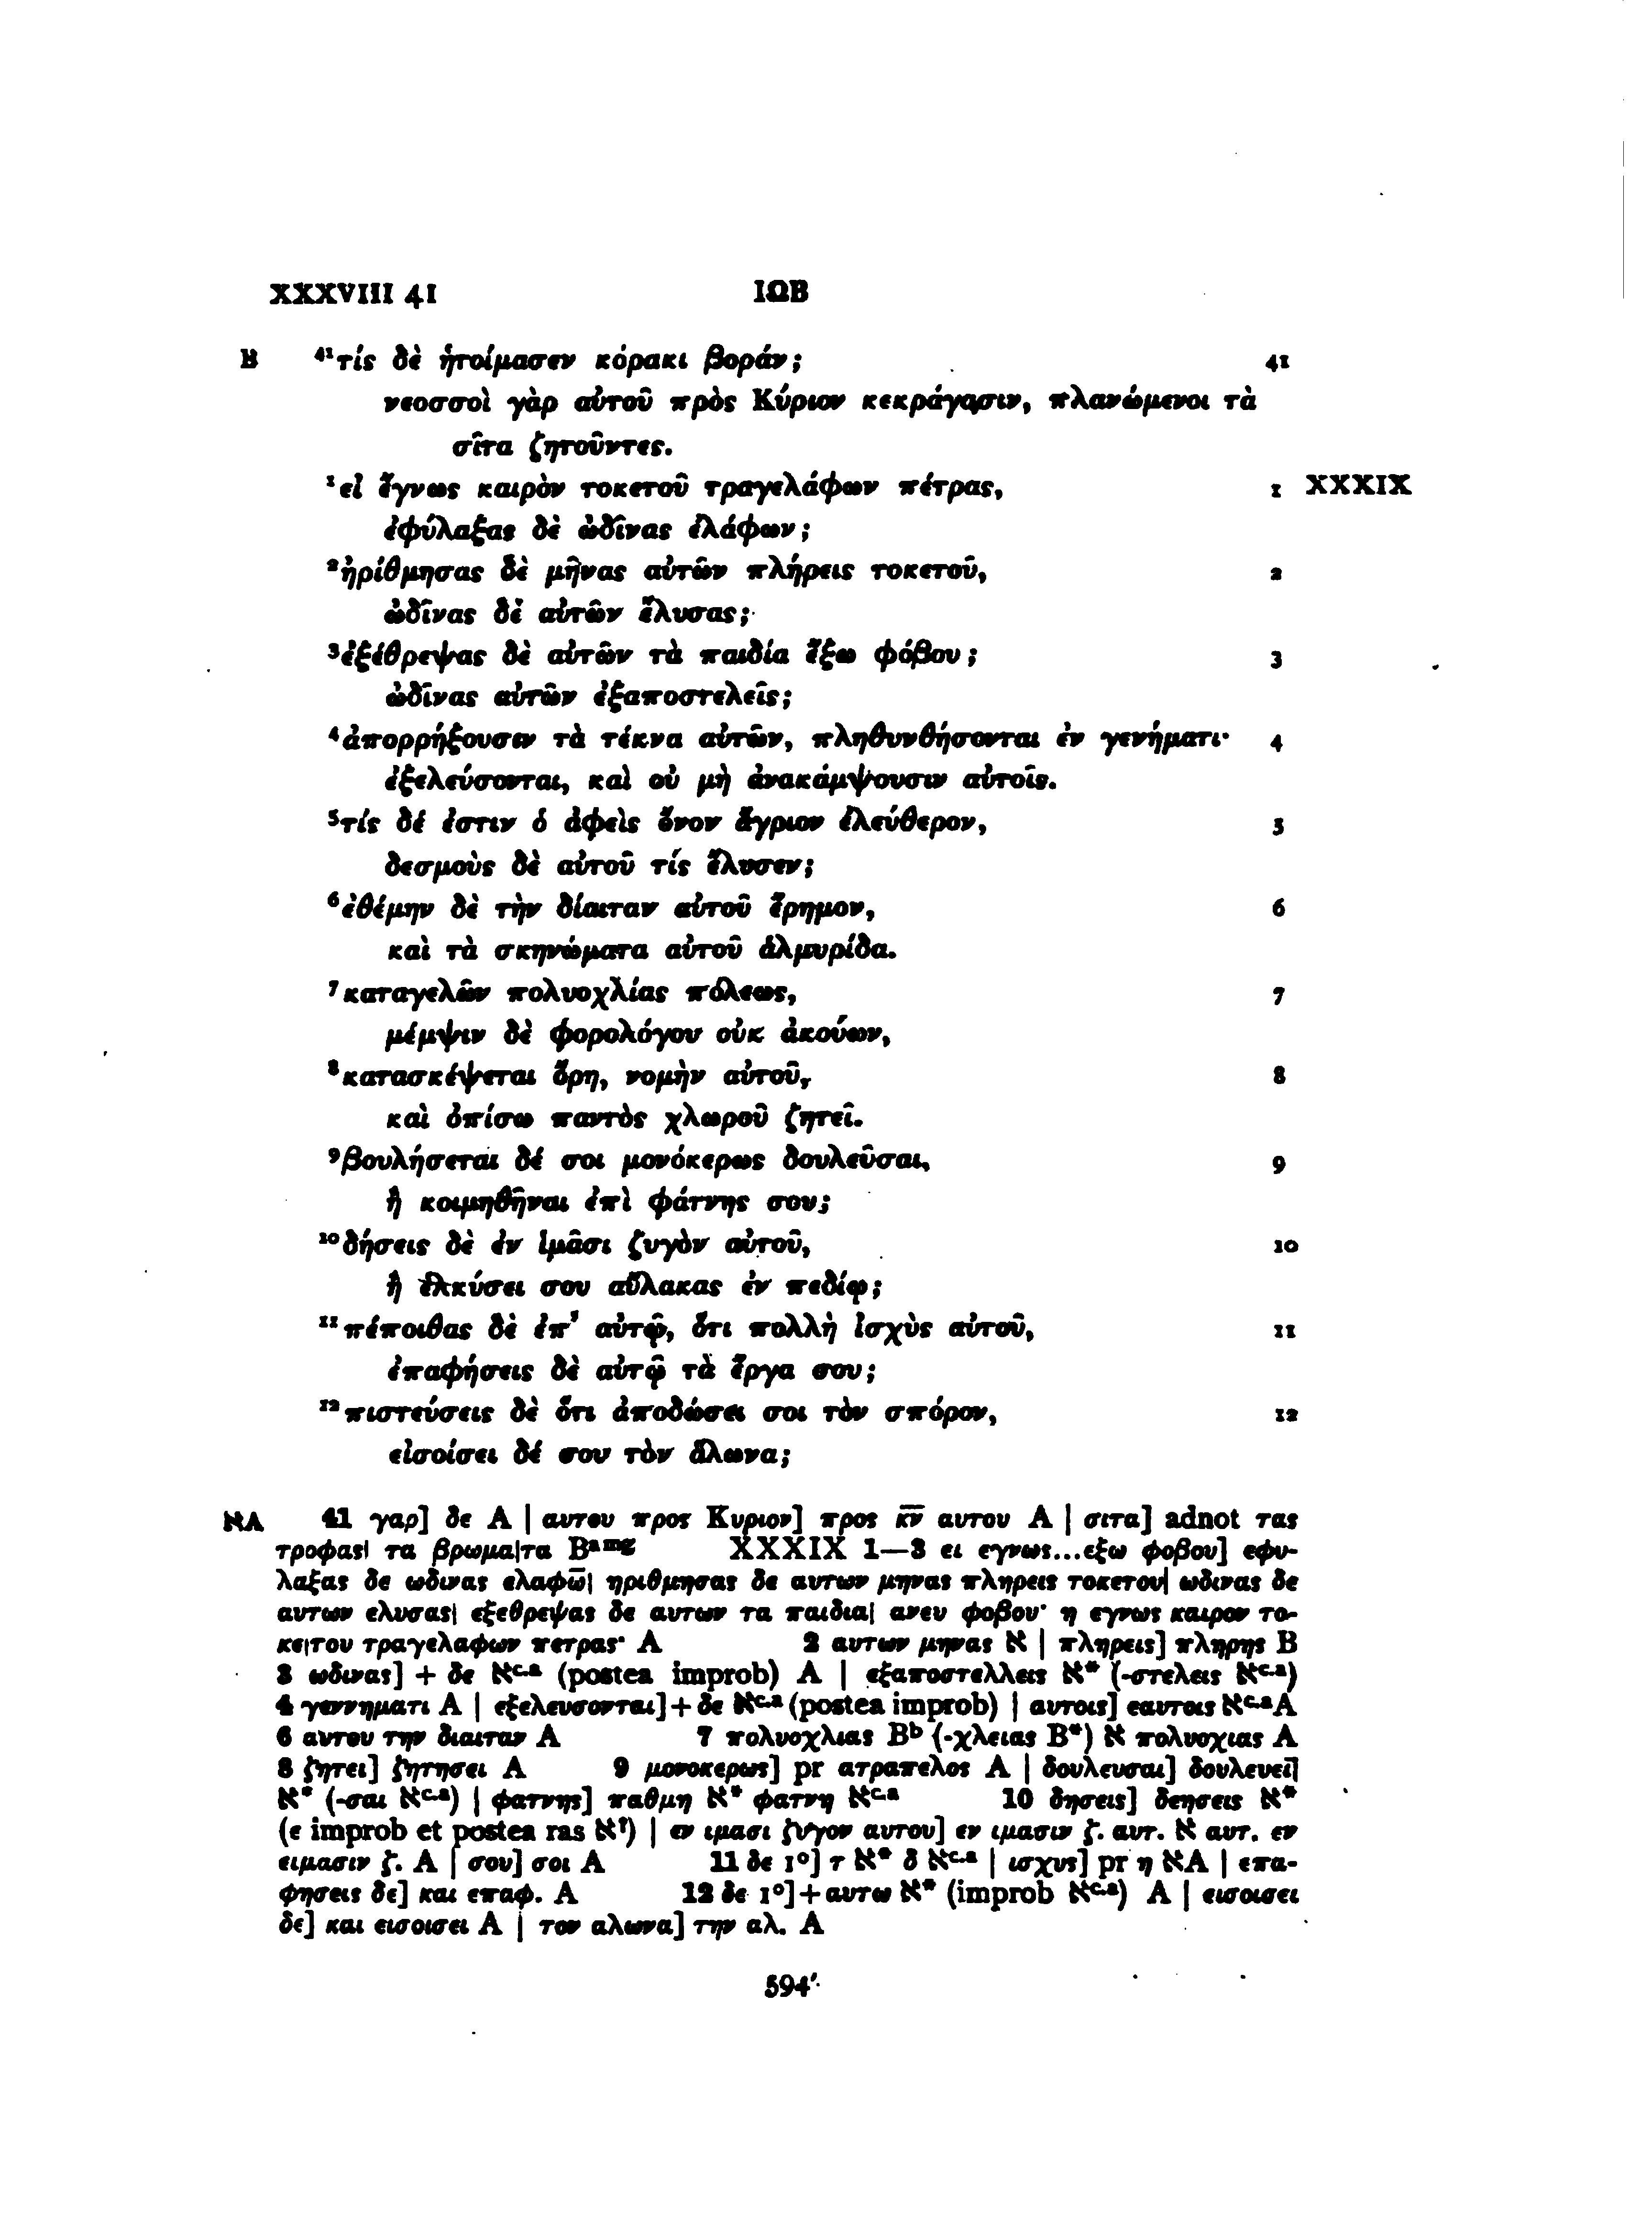 XXXVIII 41 ΙΩΒ
B ⁴¹τίς δὲ ἡτοίμασεν κόρακι βοράν; 41
νεοσσοὶ γὰρ αὐτοῦ πρὸς Κύριον κεκράγασιν, πλανώμενοι τὰ
σῖτα ζητοῦντες.
¹εἰ ἔγνως καιρὸν τοκετοῦ τραγελάφων πέτρας, 1 XXXIX
ἐφύλαξας δὲ ὠδῖνας ἐλάφων;
²ἠρίθμησας δὲ μῆνας αὐτῶν πλήρεις τοκετοῦ, 2
ὠδῖνας δὲ αὐτῶν ἔλυσας;
³ἐξέθρεψας δὲ αὐτῶν τὰ παιδία ἔξω φόβου; 3
ὠδῖνας αὐτῶν ἐξαποστελεῖς;
⁴ἀπορρήξουσιν τὰ τέκνα αὐτῶν, πληθυνθήσονται ἐν γενήματι· 4
ἐξελεύσονται, καὶ οὐ μὴ ἀνακάμψουσιν αὐτοῖς.
⁵τίς δέ ἐστιν ὁ ἀφεὶς ὄνον ἄγριον ἐλεύθερον, 5
δεσμοὺς δὲ αὐτοῦ τίς ἔλυσεν;
⁶ἐθέμην δὲ τὴν δίαιταν αὐτοῦ ἔρημον, 6
καὶ τὰ σκηνώματα αὐτοῦ ἁλμυρίδα.
⁷καταγελῶν πολυοχλίας πόλεως, 7
μέμψιν δὲ φορολόγου οὐκ ἀκούων,
⁸κατασκέψεται ὄρη, νομὴν αὐτοῦ, 8
καὶ ὀπίσω παντὸς χλωροῦ ζητεῖ.
⁹βουλήσεται δέ σοι μονόκερως δουλεῦσαι, 9
ἢ κοιμηθῆναι ἐπὶ φάτνης σου;
¹⁰δήσεις δὲ ἐν ἱμᾶσι ζυγὸν αὐτοῦ, 10
ἢ ἑλκύσει σου αὔλακας ἐν πεδίῳ;
¹¹πέποιθας δὲ ἐπ᾽ αὐτῷ, ὅτι πολλὴ ἰσχὺς αὐτοῦ, 11
ἐπαφήσεις δὲ αὐτῷ τὰ ἔργα σου;
¹²πιστεύσεις δὲ ὅτι ἀποδώσει σοι τὸν σπόρον, 12
εἰσοίσει δέ σου τὸν ἅλωνα;
אA 41 γαρ] δε A | αυτου προς Κυριον] προς κ̅ν̅ αυτου A | σιτα] adnot τας
τροφας| τα βρωμα|τα Bᵃᵐᵍ XXXIX 1—3 ει εγνως...εξω φοβου] εφυ-
λαξας δε ωδινας ελαφω̅| ηριθμησας δε αυτων μηνας πληρεις τοκετου| ωδινας δε
αυτων ελυσας| εξεθρεψας δε αυτων τα παιδια| ανευ φοβου· η εγνως καιρον το-
κε|του τραγελαφων πετρας· A 2 αυτων μηνας א | πληρεις] πληρης B
3 ωδινας] + δε אᶜ·ᵃ (postea improb) A | εξαποστελλεις א* (-στελεις אᶜ·ᵃ)
4 γεννηματι A | εξελευσονται] + δε אᶜ·ᵃ (postea improb) | αυτοις] εαυτοις אᶜ·ᵃ A
6 αυτου την διαιταν A 7 πολυοχλιας Bᵇ (-χλειας B*) א πολυοχιας A
8 ζητει] ζητησει A 9 μονοκερως] pr ατραπελος A | δουλευσαι] δουλευει|
א* (-σαι אᶜ·ᵃ) | φατνης] παθμη א* φατνη אᶜ·ᵃ 10 δησεις] δεησεις א*
(ε improb et postea ras א?) | εν ιμασι ζυγον αυτου] εν ιμασιν ζ. αυτ. א αυτ. εν
ειμασιν ζ. A | σου] σοι A 11 δε 1°] τ א* δ אᶜ·ᵃ | ισχυς] pr η אA | επα-
φησεις δε] και επαφ. A 12 δε 1°] + αυτω א* (improb אᶜ·ᵃ) A | εισοισει
δε] και εισοισει A | τον αλωνα] την αλ. A
594